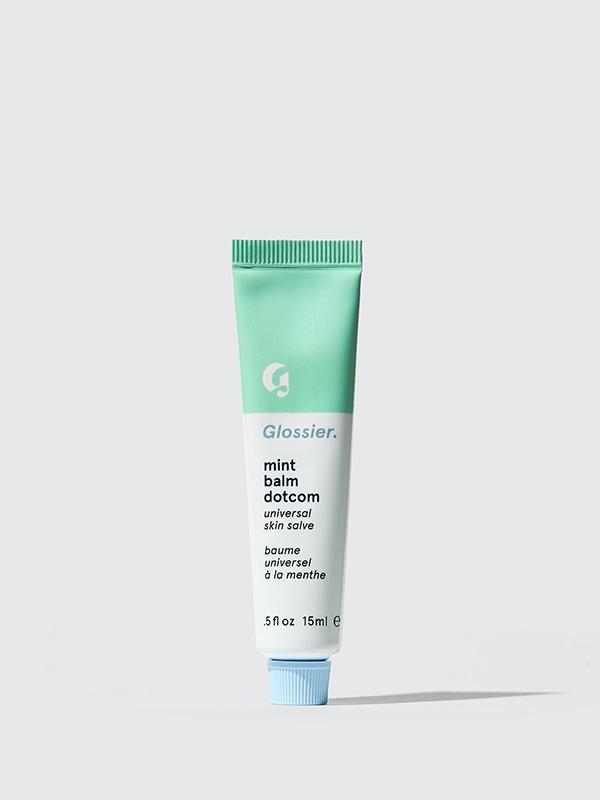 G
Glossier.
mint
balm
dotcom
universal
skin salve
baume
universel
à la menthe
.5 fl oz 15ml ℮